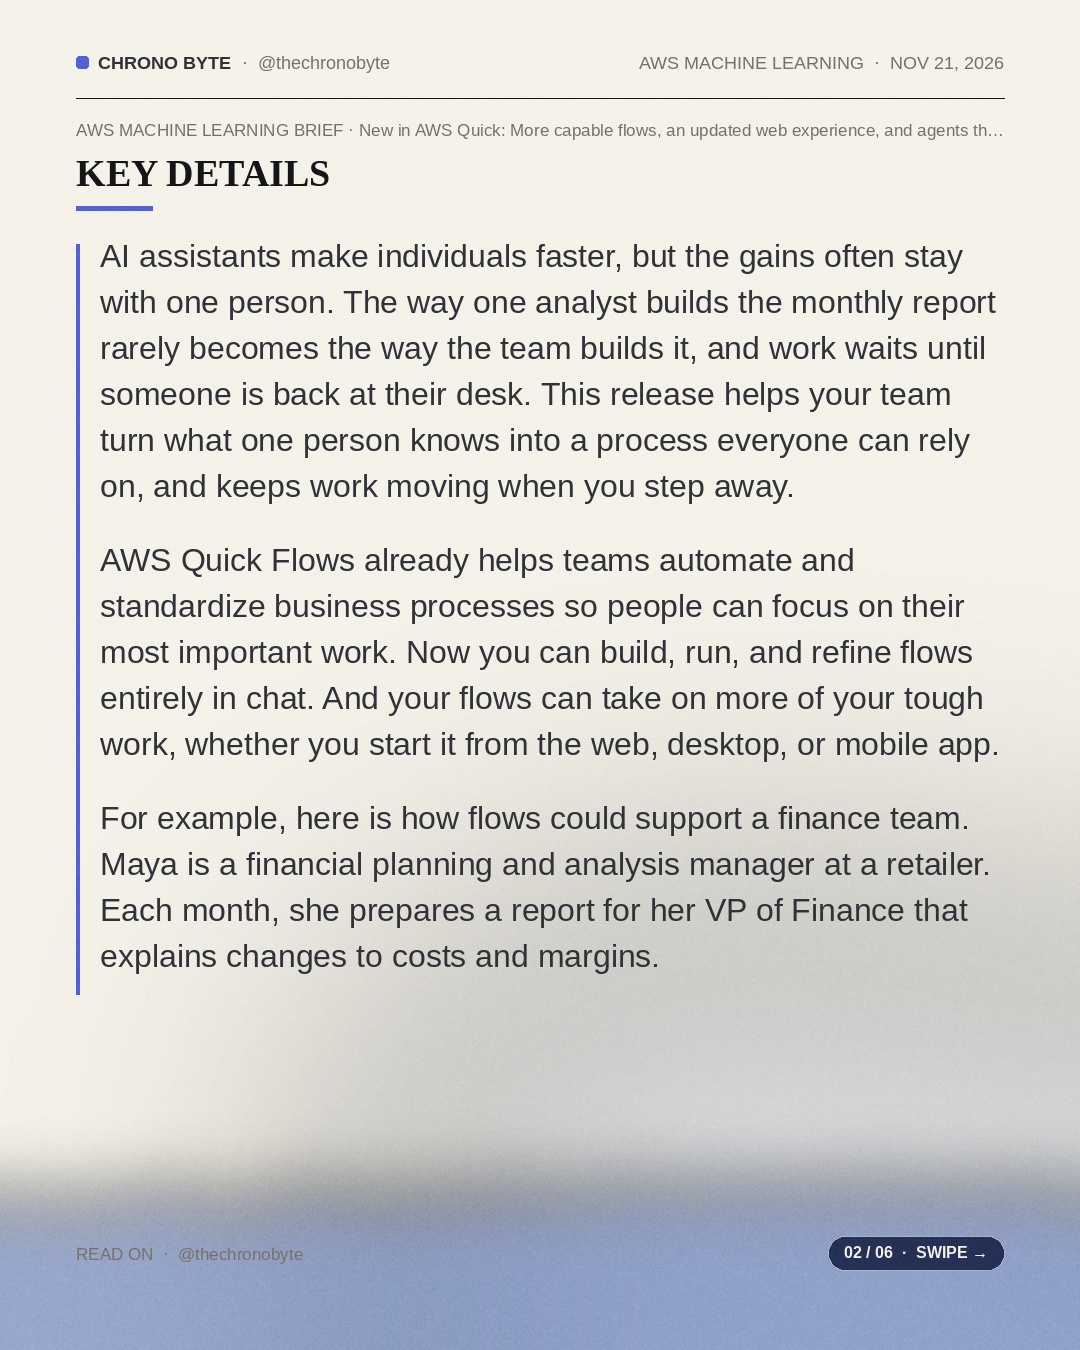 CHRONO BYTE · @thechronobyte
AWS MACHINE LEARNING · NOV 21, 2026
AWS MACHINE LEARNING BRIEF · New in AWS Quick: More capable flows, an updated web experience, and agents th…
KEY DETAILS
AI assistants make individuals faster, but the gains often stay
with one person. The way one analyst builds the monthly report
rarely becomes the way the team builds it, and work waits until
someone is back at their desk. This release helps your team
turn what one person knows into a process everyone can rely
on, and keeps work moving when you step away.
AWS Quick Flows already helps teams automate and
standardize business processes so people can focus on their
most important work. Now you can build, run, and refine flows
entirely in chat. And your flows can take on more of your tough
work, whether you start it from the web, desktop, or mobile app.
For example, here is how flows could support a finance team.
Maya is a financial planning and analysis manager at a retailer.
Each month, she prepares a report for her VP of Finance that
explains changes to costs and margins.
READ ON · @thechronobyte
02 / 06 · SWIPE →